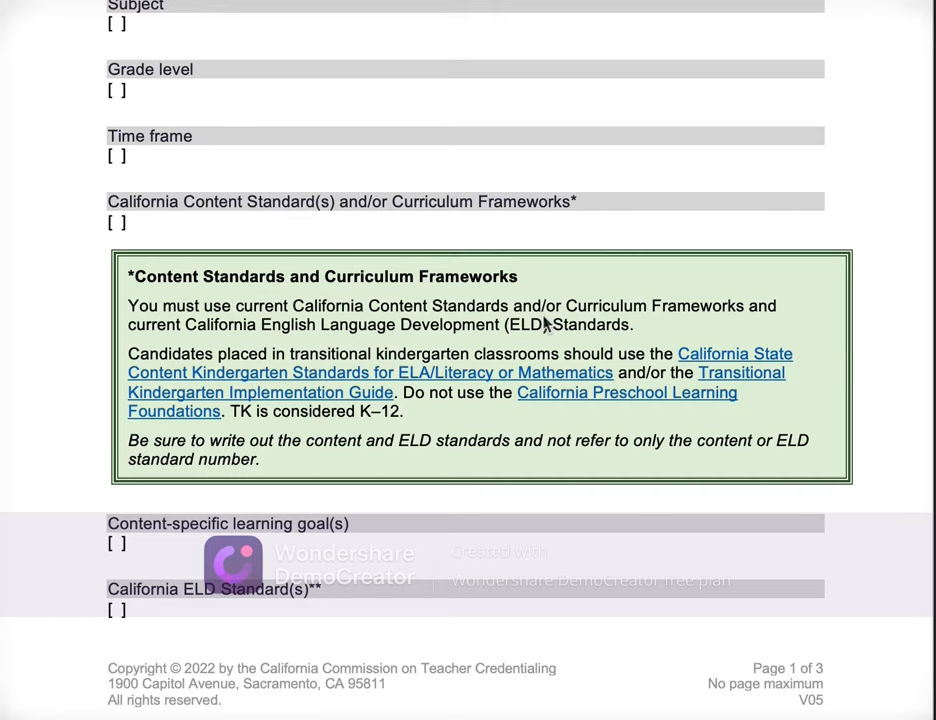 Subject
[ ]
Grade level
[ ]
Time frame
[ ]
California Content Standard(s) and/or Curriculum Frameworks*
[ ]
*Content Standards and Curriculum Frameworks
You must use current California Content Standards and/or Curriculum Frameworks and
current California English Language Development (ELD) Standards.
Candidates placed in transitional kindergarten classrooms should use the California State
Content Kindergarten Standards for ELA/Literacy or Mathematics and/or the Transitional
Kindergarten Implementation Guide. Do not use the California Preschool Learning
Foundations. TK is considered K–12.
Be sure to write out the content and ELD standards and not refer to only the content or ELD
standard number.
Content-specific learning goal(s)
[ ]
Wondershare
DemoCreator
Created with
Wondershare DemoCreator free plan
California ELD Standard(s)**
[ ]
Copyright © 2022 by the California Commission on Teacher Credentialing
1900 Capitol Avenue, Sacramento, CA 95811
All rights reserved.
Page 1 of 3
No page maximum
V05